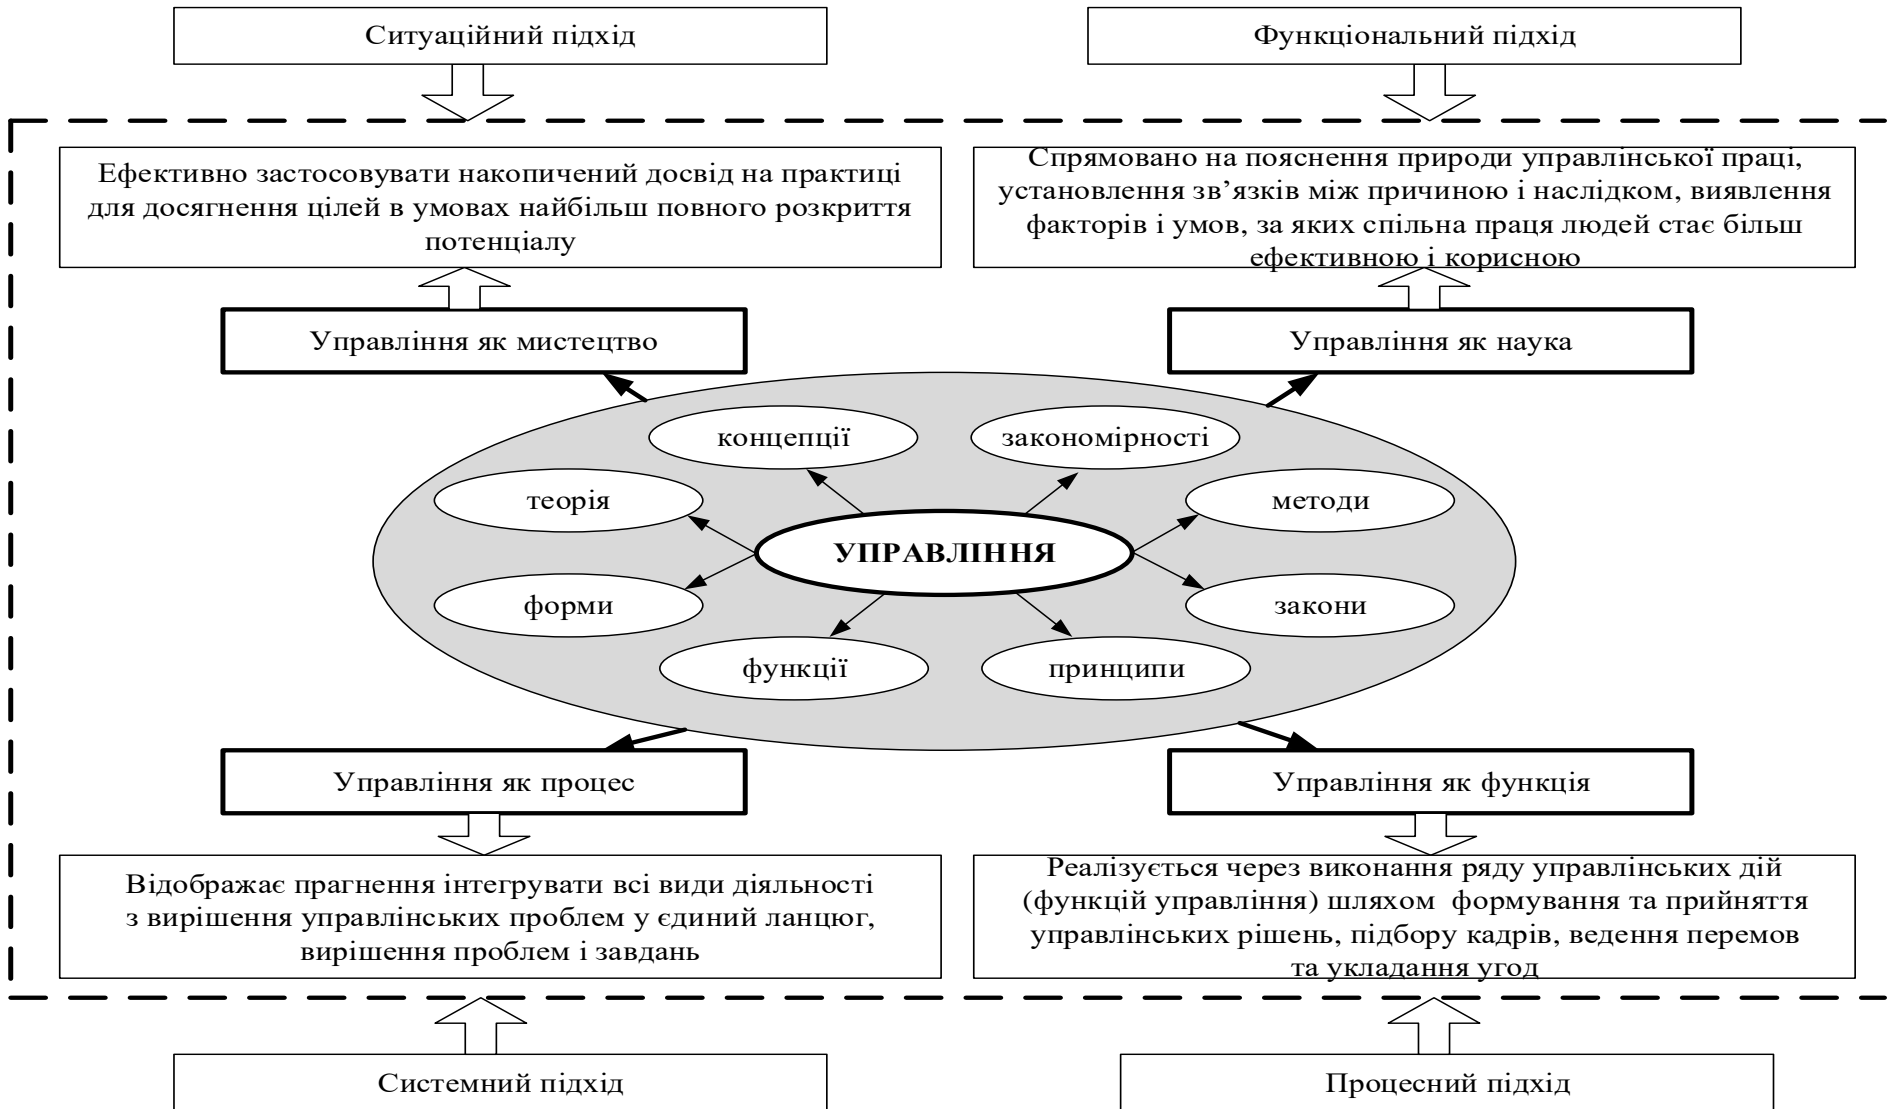 Ситуаційний підхід
Функціональний підхід
Ефективно застосовувати накопичений досвід на практиці
для досягнення цілей в умовах найбільш повного розкриття
потенціалу
Спрямовано на пояснення природи управлінської праці,
установлення зв’язків між причиною і наслідком, виявлення
факторів і умов, за яких спільна праця людей стає більш
ефективною і корисною
Управління як мистецтво
Управління як наука
концепції
закономірності
теорія
методи
УПРАВЛІННЯ
форми
закони
функції
принципи
Управління як процес
Управління як функція
Відображає прагнення інтегрувати всі види діяльності
з вирішення управлінських проблем у єдиний ланцюг,
вирішення проблем і завдань
Реалізується через виконання ряду управлінських дій
(функцій управління) шляхом формування та прийняття
управлінських рішень, підбору кадрів, ведення перемов
та укладання угод
Системний підхід
Процесний підхід